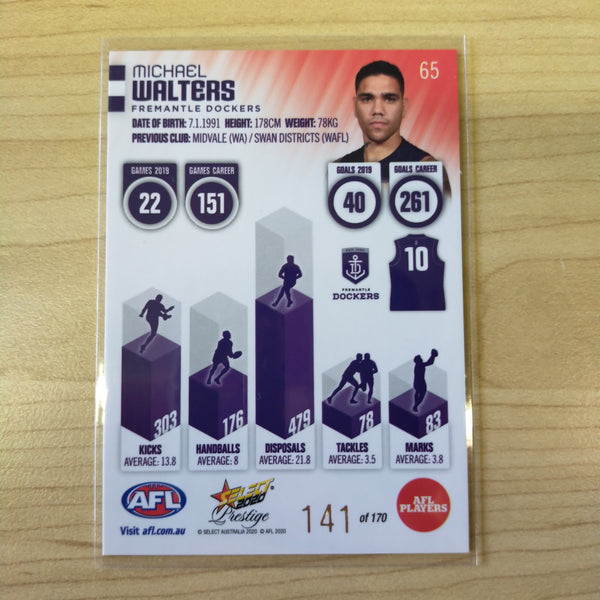 65
MICHAEL
WALTERS
FREMANTLE DOCKERS
DATE OF BIRTH: 7.1.1991 HEIGHT: 178CM WEIGHT: 78KG
PREVIOUS CLUB: MIDVALE (WA) / SWAN DISTRICTS (WAFL)
GAMES 2019
22
GAMES CAREER
151
GOALS 2019
40
GOALS CAREER
261
FREMANTLE
DOCKERS
10
303
KICKS
AVERAGE: 13.8
176
HANDBALLS
AVERAGE: 8
479
DISPOSALS
AVERAGE: 21.8
78
TACKLES
AVERAGE: 3.5
83
MARKS
AVERAGE: 3.8
AFL
Visit afl.com.au
SELECT
2020
Prestige
© SELECT AUSTRALIA 2020 © AFL 2020
141 of 170
AFL
PLAYERS